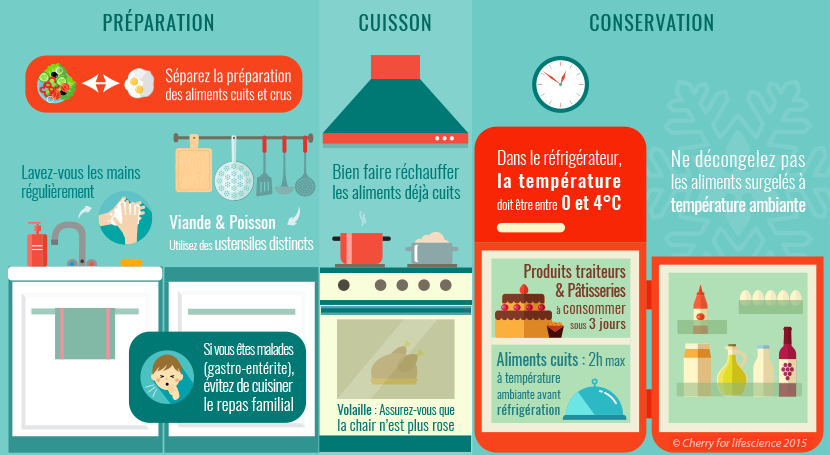 PRÉPARATION
Séparez la préparation
des aliments cuits et crus
Lavez-vous les mains
régulièrement
Viande & Poisson
Utilisez des ustensiles distincts
Si vous êtes malades
(gastro-entérite),
évitez de cuisiner
le repas familial
CUISSON
Bien faire réchauffer
les aliments déjà cuits
Volaille : Assurez-vous que
la chair n'est plus rose
CONSERVATION
Dans le réfrigérateur,
la température
doit être entre 0 et 4°C
Ne décongelez pas
les aliments surgelés à
température ambiante
Produits traiteurs
& Pâtisseries
à consommer
sous 3 jours
Aliments cuits : 2h max
à température
ambiante avant
réfrigération
© Cherry for lifescience 2015